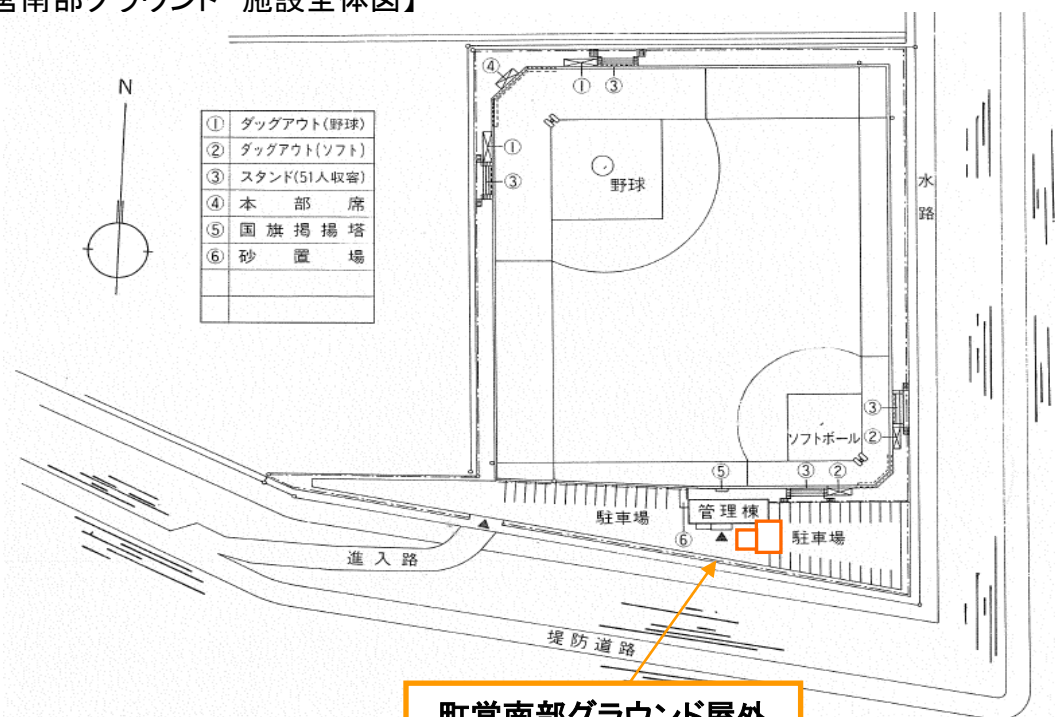 営南部グラウンド 施設全体図】
N
① ダッグアウト(野球)
② ダッグアウト(ソフト)
③ スタンド(51人収容)
④ 本部席
⑤ 国旗掲揚塔
⑥ 砂置場
④
①
③
①
③
野球
水路
③
ソフトボール
②
⑤
③
②
駐車場
⑥
管理棟
駐車場
進入路
堤防道路
町営南部グラウンド屋外